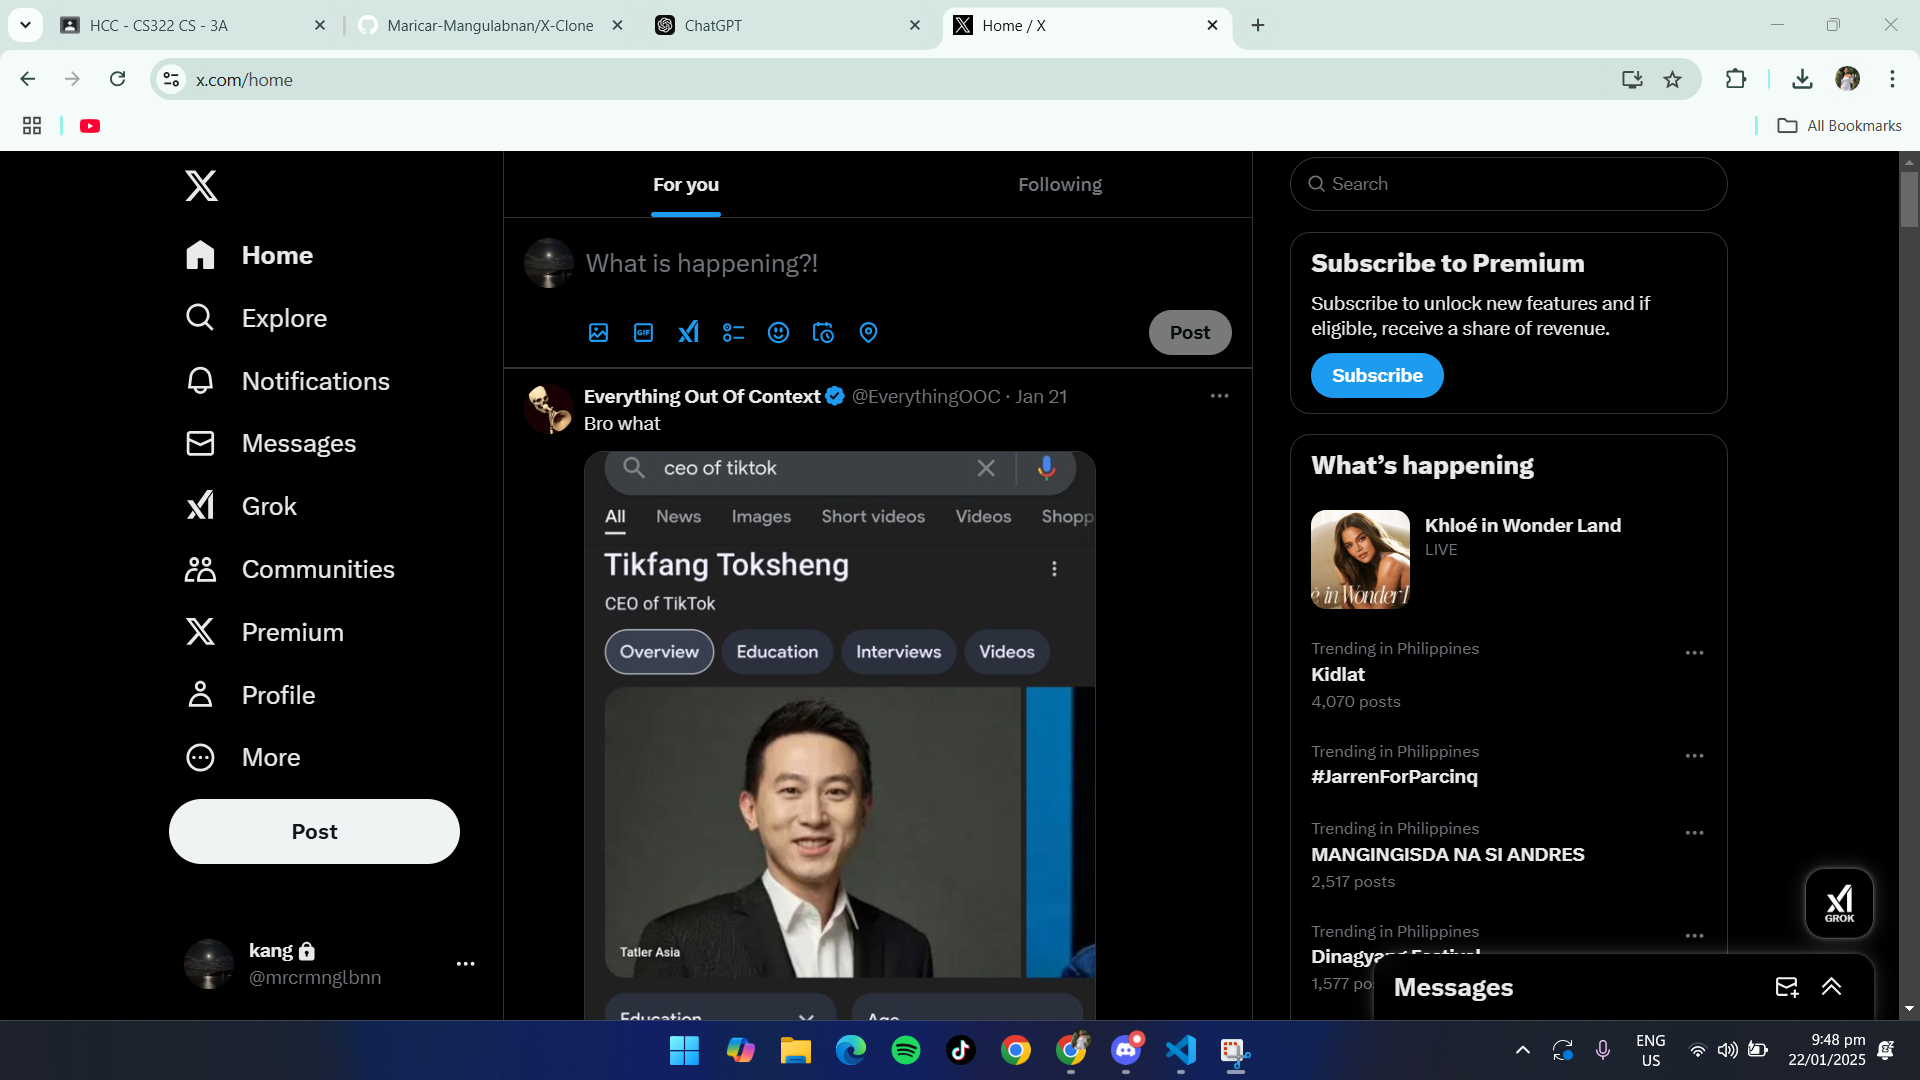 HCC - CS322 CS - 3A
Maricar-Mangulabnan/X-Clone
ChatGPT
Home / X
x.com/home
All Bookmarks
Home
Explore
Notifications
Messages
Grok
Communities
Premium
Profile
More
Post
kang
@mrcrmnglbnn
For you
Following
What is happening?!
GIF
Post
Everything Out Of Context @EverythingOOC · Jan 21
Bro what
ceo of tiktok
All News Images Short videos Videos Shopp
Tikfang Toksheng
CEO of TikTok
Overview Education Interviews Videos
Tatler Asia
Education
Age
Search
Subscribe to Premium
Subscribe to unlock new features and if
eligible, receive a share of revenue.
Subscribe
What’s happening
é in Wonder
Khloé in Wonder Land
LIVE
Trending in Philippines
Kidlat
4,070 posts
Trending in Philippines
#JarrenForParcinq
Trending in Philippines
MANGINGISDA NA SI ANDRES
2,517 posts
Trending in Philippines
Dinagyang Festival
1,577 po
GROK
Messages
ENG
US
9:48 pm
22/01/2025